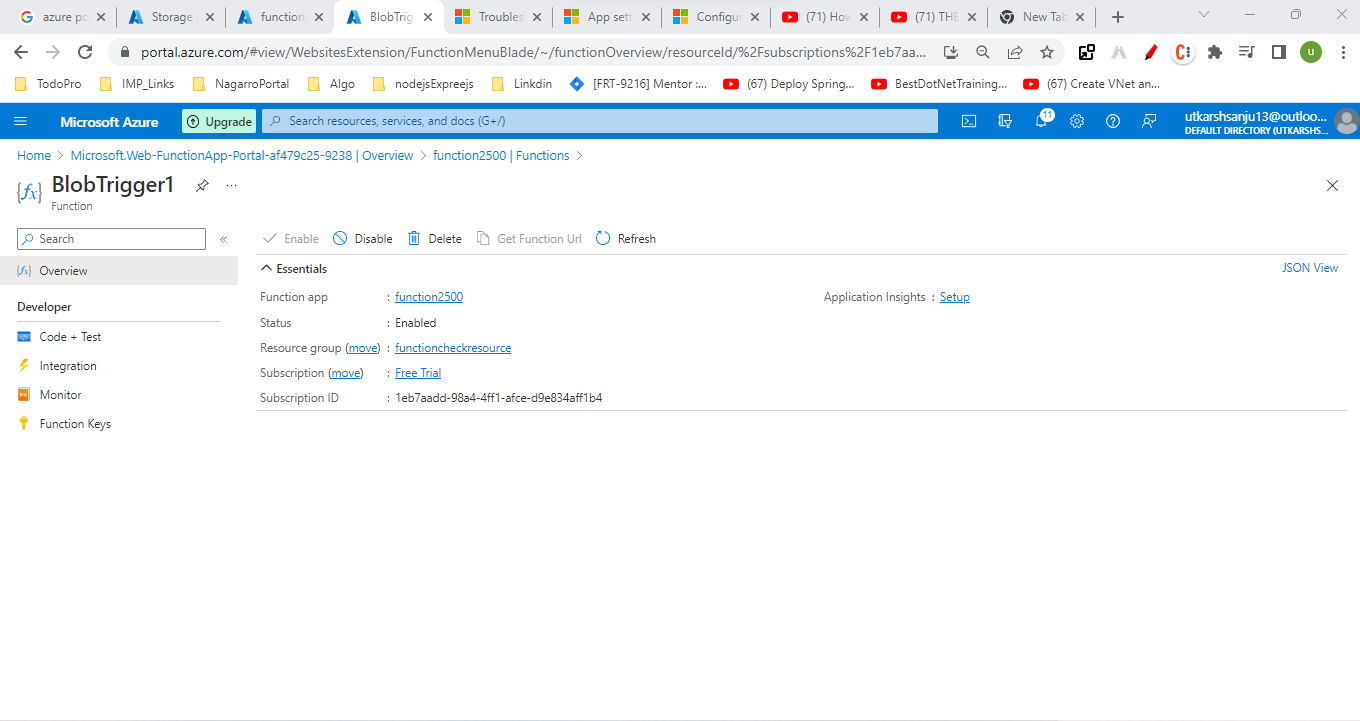 azure po
Storage
function
BlobTrig
Troubles
App sett
Configu
(71) How
(71) THE
New Tab
portal.azure.com/#view/WebsitesExtension/FunctionMenuBlade/~/functionOverview/resourceId/%2Fsubscriptions%2F1eb7aa...
u
TodoPro
IMP_Links
NagarroPortal
Algo
nodejsExpreejs
Linkdin
[FRT-9216] Mentor :...
(67) Deploy Spring...
BestDotNetTraining...
(67) Create VNet an...
Microsoft Azure
Upgrade
Search resources, services, and docs (G+/)
11
utkarshsanju13@outloo...
DEFAULT DIRECTORY (UTKARSHS...
Home > Microsoft.Web-FunctionApp-Portal-af479c25-9238 | Overview > function2500 | Functions >
BlobTrigger1
Function
Search
Overview
Developer
Code + Test
Integration
Monitor
Function Keys
Enable Disable Delete Get Function Url Refresh
Essentials
JSON View
Function app : function2500
Status : Enabled
Resource group (move) : functioncheckresource
Subscription (move) : Free Trial
Subscription ID : 1eb7aadd-98a4-4ff1-afce-d9e834aff1b4
Application Insights : Setup